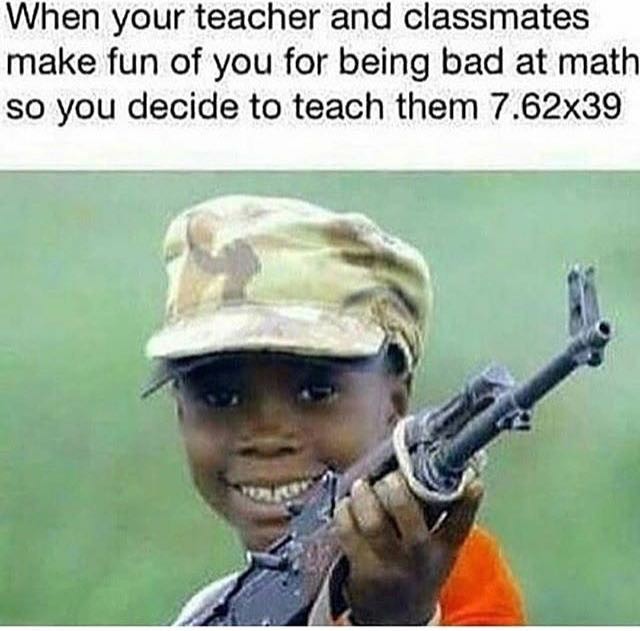 When your teacher and classmates
make fun of you for being bad at math
so you decide to teach them 7.62x39